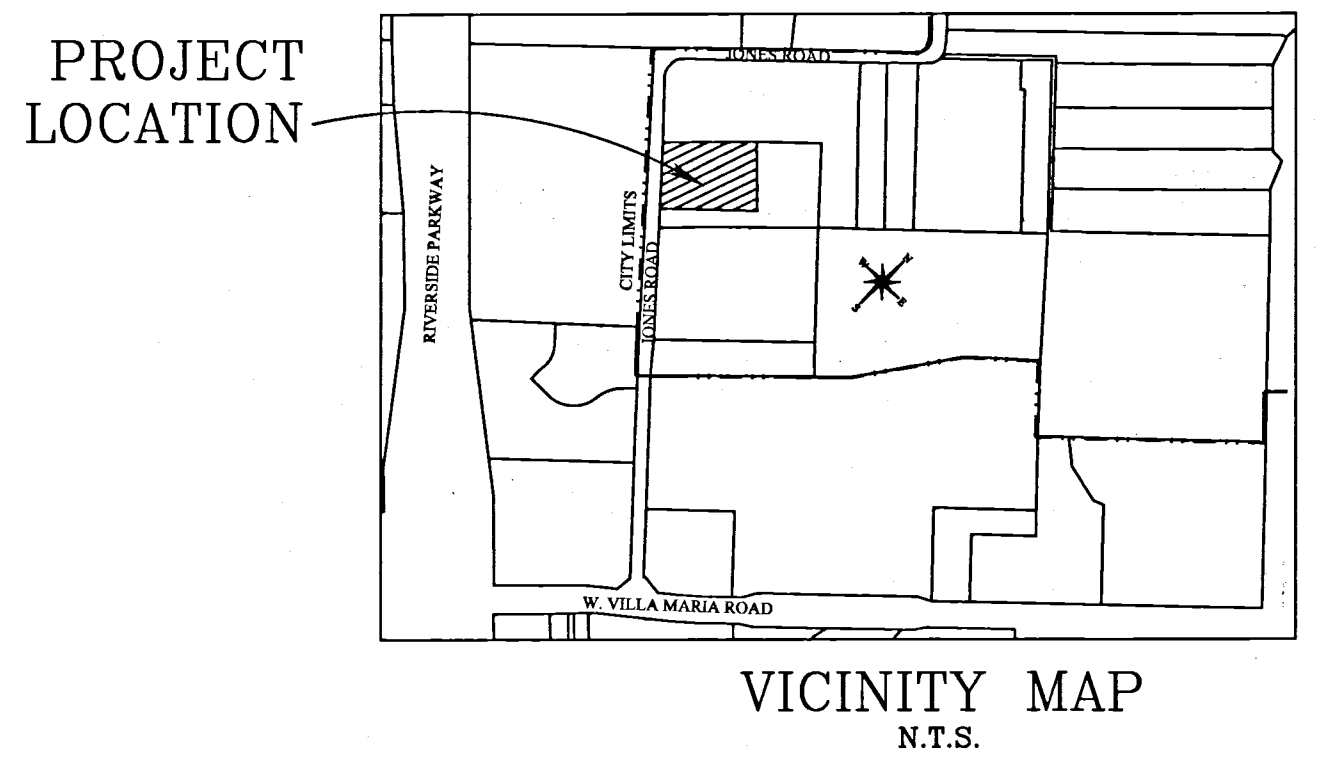 PROJECT
LOCATION
JONES ROAD
RIVERSIDE PARKWAY
CITY LIMITS
JONES ROAD
W
N
S
E
W. VILLA MARIA ROAD
VICINITY MAP
N.T.S.